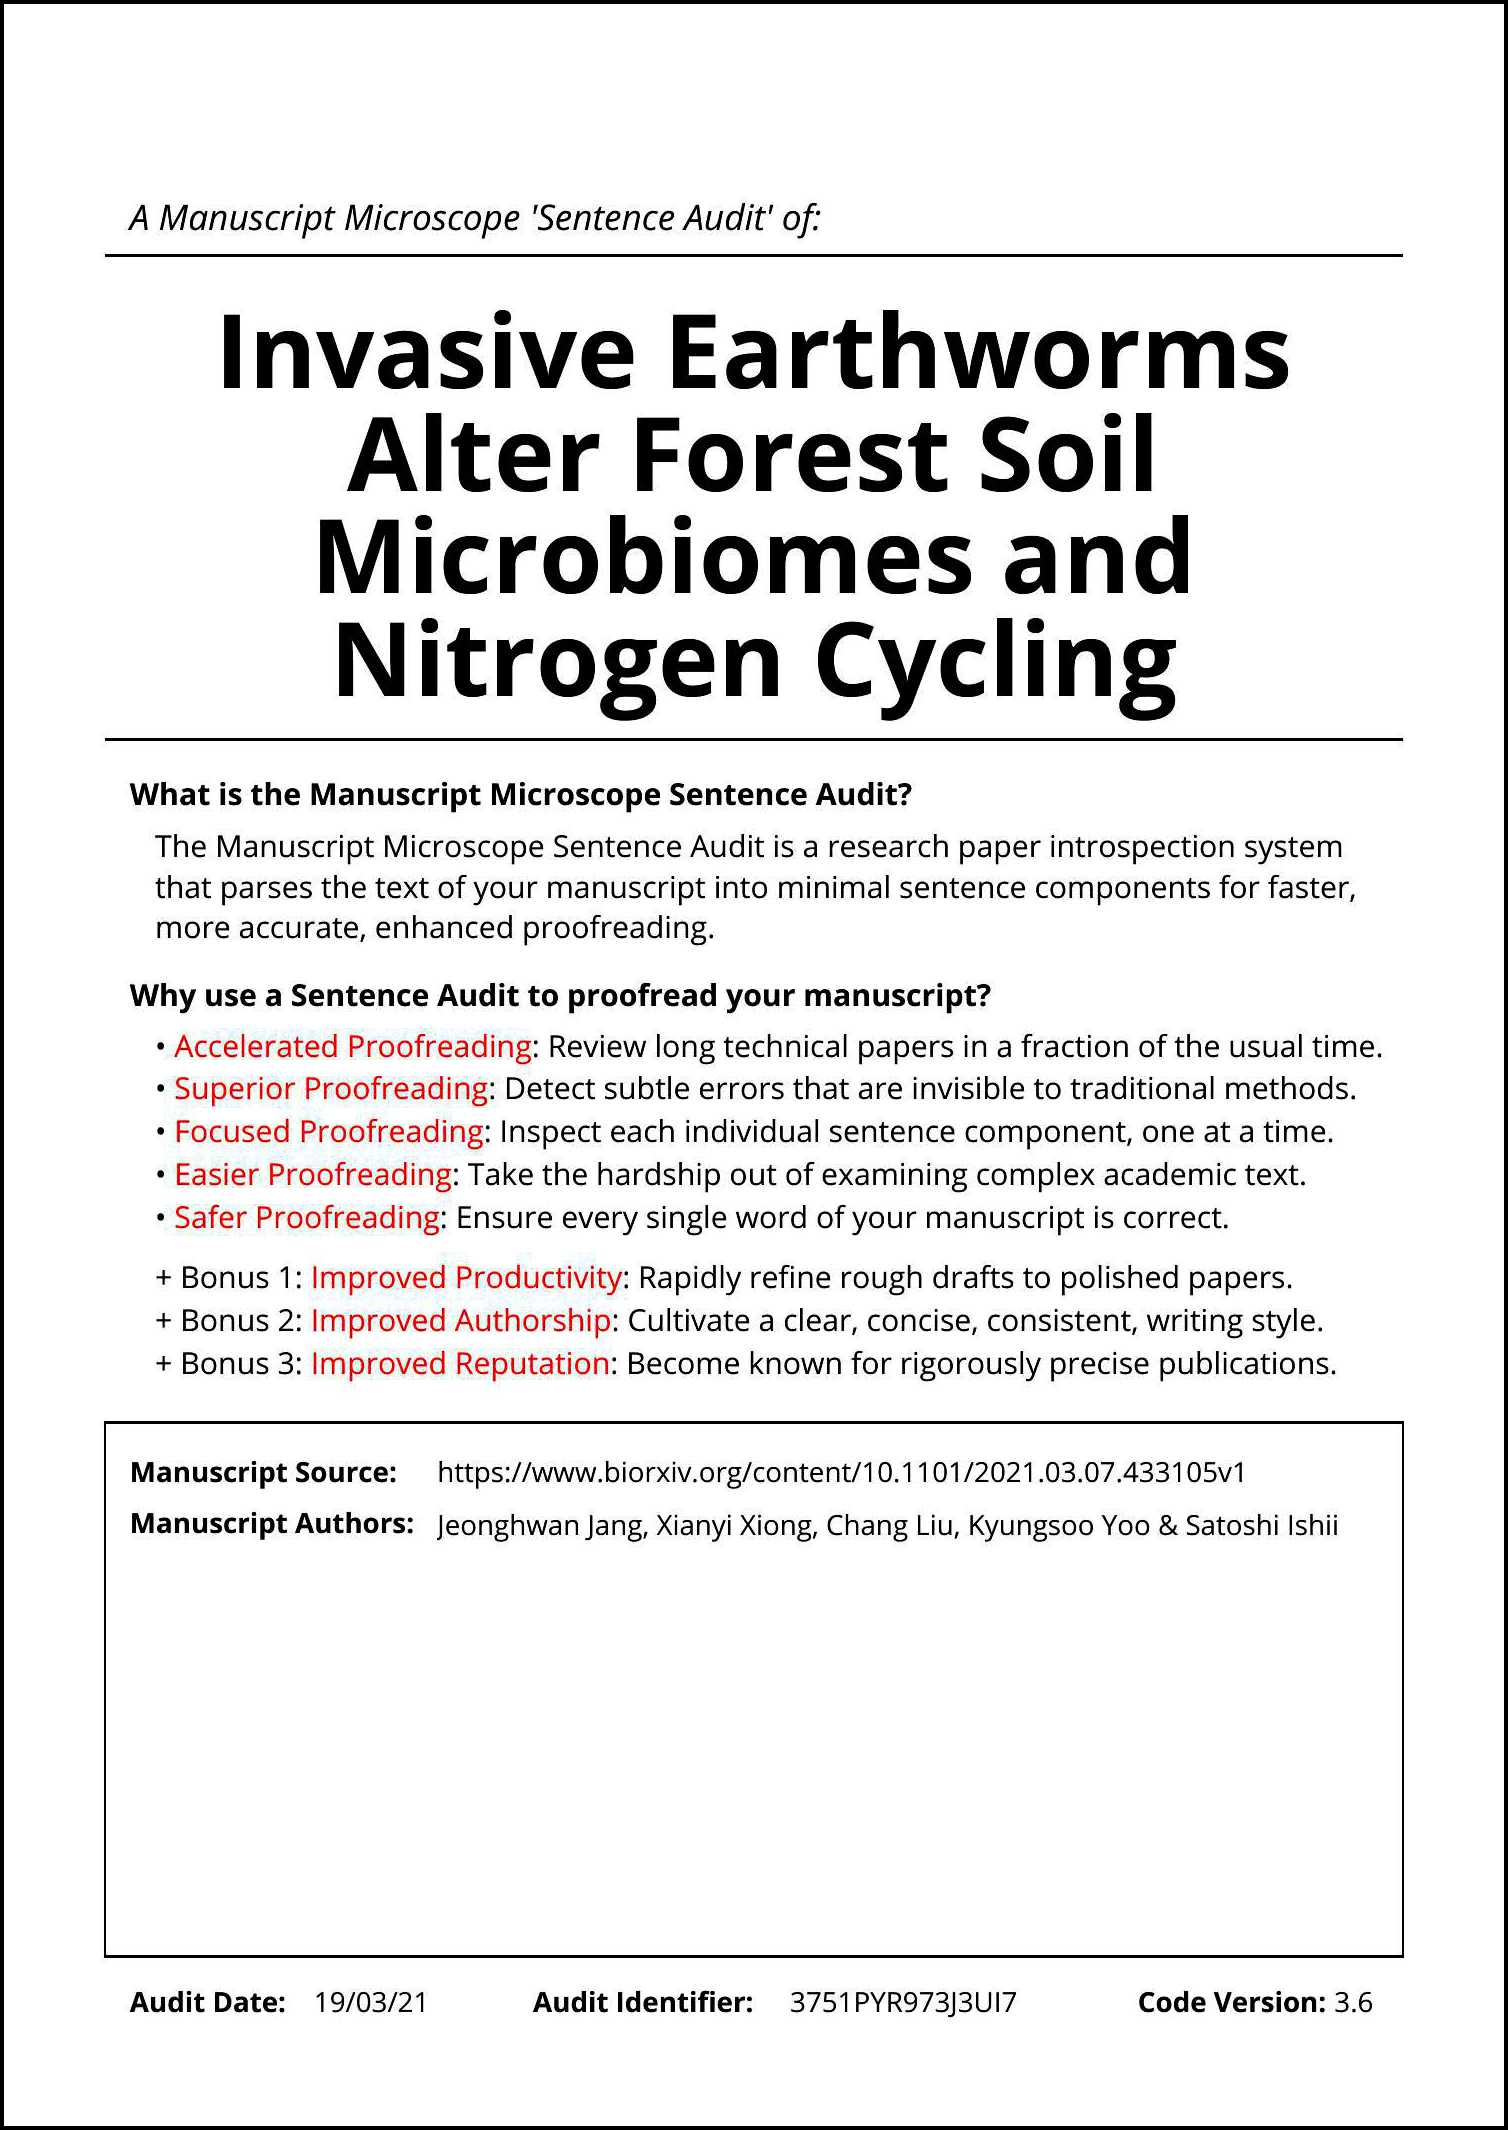 A Manuscript Microscope 'Sentence Audit' of:
Invasive Earthworms
Alter Forest Soil
Microbiomes and
Nitrogen Cycling
What is the Manuscript Microscope Sentence Audit?
The Manuscript Microscope Sentence Audit is a research paper introspection system
that parses the text of your manuscript into minimal sentence components for faster,
more accurate, enhanced proofreading.
Why use a Sentence Audit to proofread your manuscript?
• Accelerated Proofreading: Review long technical papers in a fraction of the usual time.
• Superior Proofreading: Detect subtle errors that are invisible to traditional methods.
• Focused Proofreading: Inspect each individual sentence component, one at a time.
• Easier Proofreading: Take the hardship out of examining complex academic text.
• Safer Proofreading: Ensure every single word of your manuscript is correct.
+ Bonus 1: Improved Productivity: Rapidly refine rough drafts to polished papers.
+ Bonus 2: Improved Authorship: Cultivate a clear, concise, consistent, writing style.
+ Bonus 3: Improved Reputation: Become known for rigorously precise publications.
Manuscript Source: https://www.biorxiv.org/content/10.1101/2021.03.07.433105v1
Manuscript Authors: Jeonghwan Jang, Xianyi Xiong, Chang Liu, Kyungsoo Yoo & Satoshi Ishii
Audit Date: 19/03/21 Audit Identifier: 3751PYR973J3UI7 Code Version: 3.6